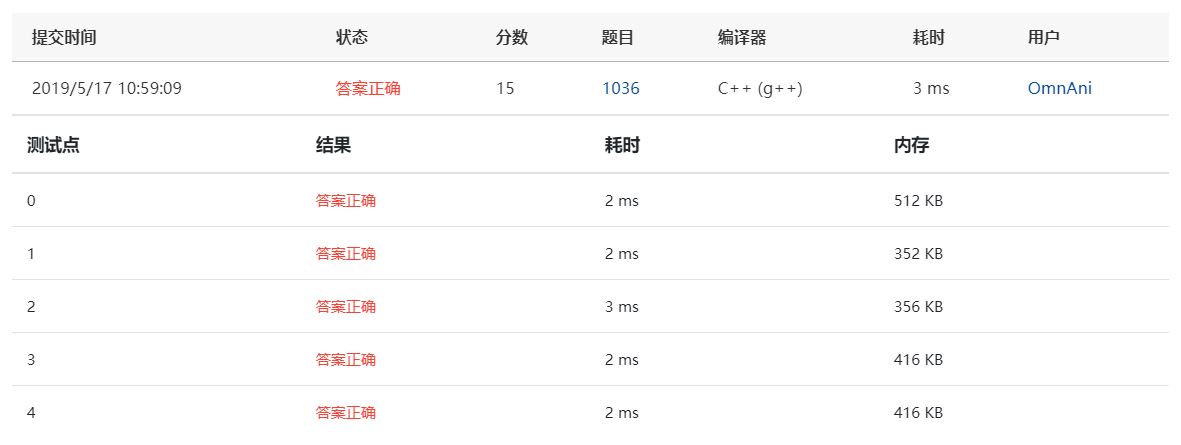 提交时间 状态 分数 题目 编译器 耗时 用户
2019/5/17 10:59:09 答案正确 15 1036 C++ (g++) 3 ms OmnAni
测试点 结果 耗时 内存
0 答案正确 2 ms 512 KB
1 答案正确 2 ms 352 KB
2 答案正确 3 ms 356 KB
3 答案正确 2 ms 416 KB
4 答案正确 2 ms 416 KB